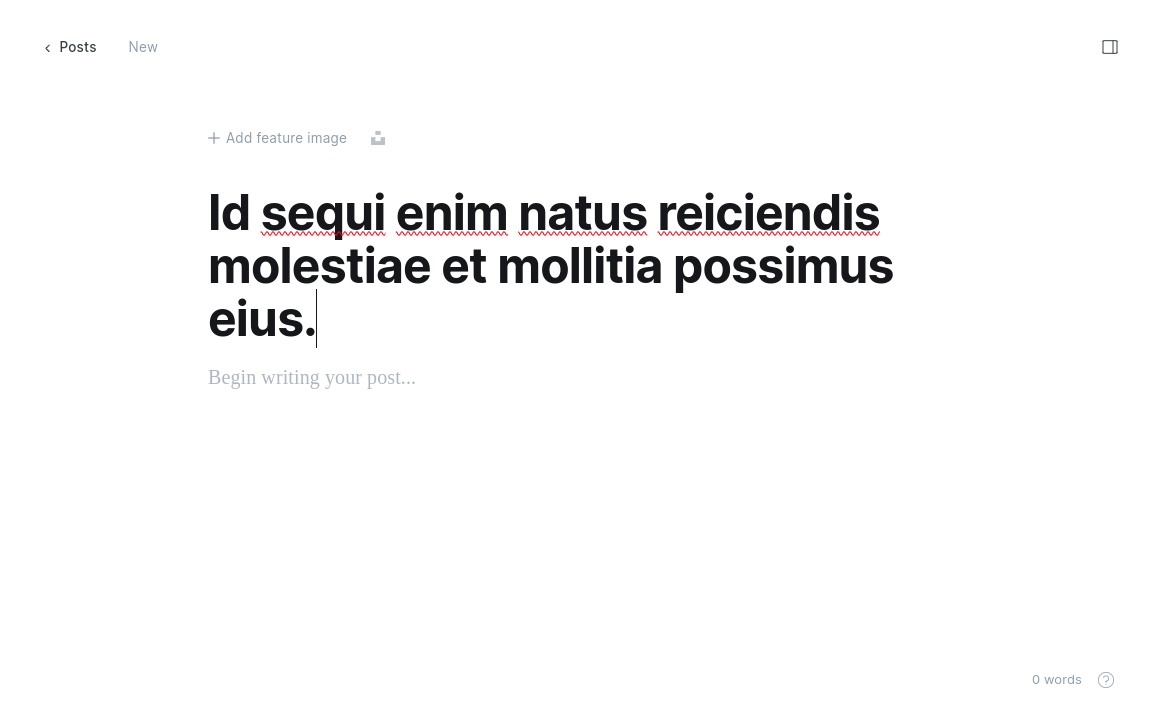 Posts
New
Add feature image
Id sequi enim natus reiciendis
molestiae et mollitia possimus
eius.
Begin writing your post...
0 words